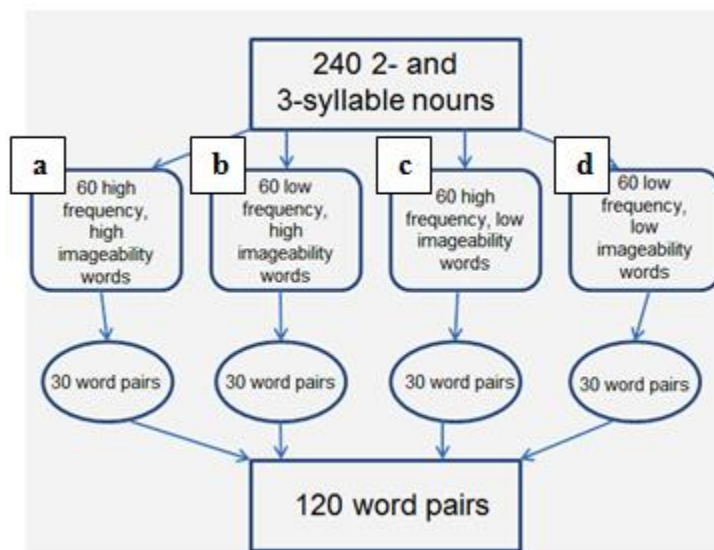 240 2- and
3-syllable nouns
a
60 high
frequency,
high
imageability
words
b
60 low
frequency,
high
imageability
words
c
60 high
frequency, low
imageability
words
d
60 low
frequency,
low
imageability
words
30 word pairs
30 word pairs
30 word pairs
30 word pairs
120 word pairs